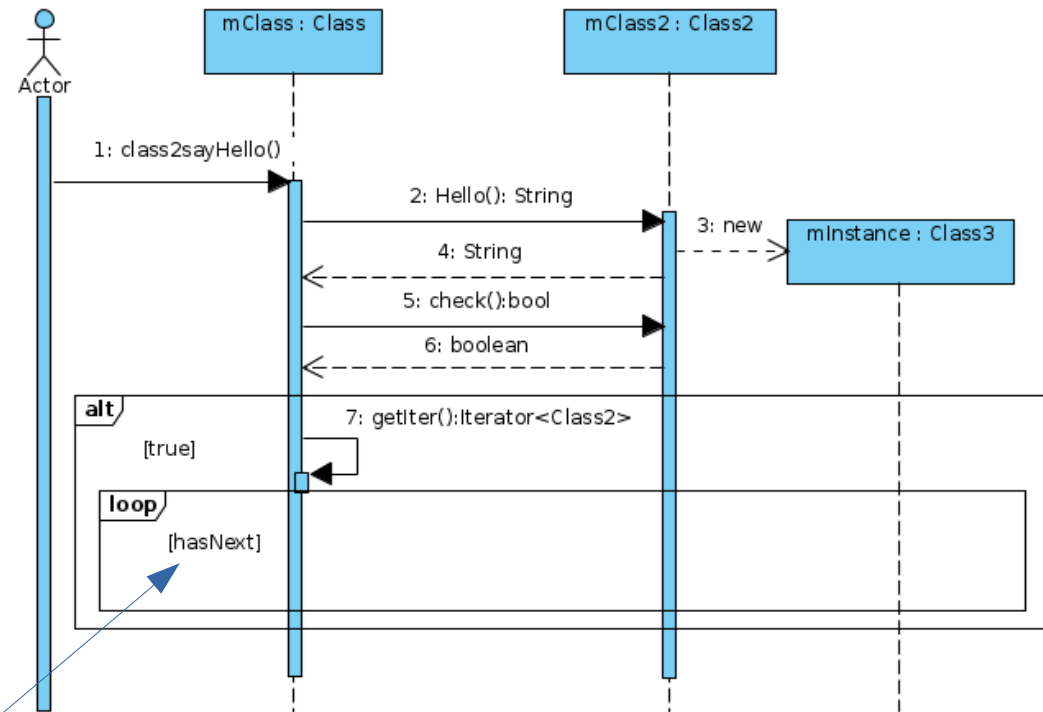 mClass : Class
mClass2 : Class2
Actor
1: class2sayHello()
2: Hello(): String
3: new
mInstance : Class3
4: String
5: check():bool
6: boolean
alt
7: getIter():Iterator<Class2>
[true]
loop
[hasNext]